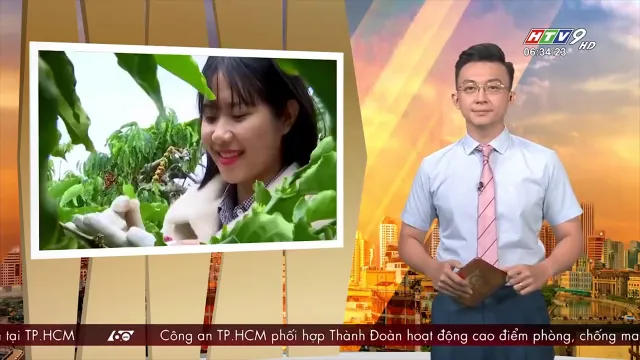 HTV9 HD
06:34:23
n tại TP.HCM
60 Công an TP.HCM phối hợp Thành Đoàn hoạt động cao điểm phòng, chống ma